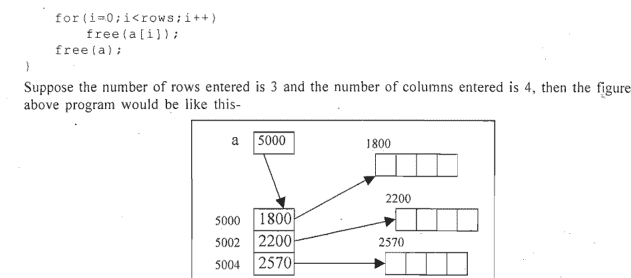 for(i=0;i<rows;i++)
free(a[i]);
free(a);
}
Suppose the number of rows entered is 3 and the number of columns entered is 4, then the figure
above program would be like this-
a 5000 1800
2200
5000 1800
5002 2200 2570
5004 2570